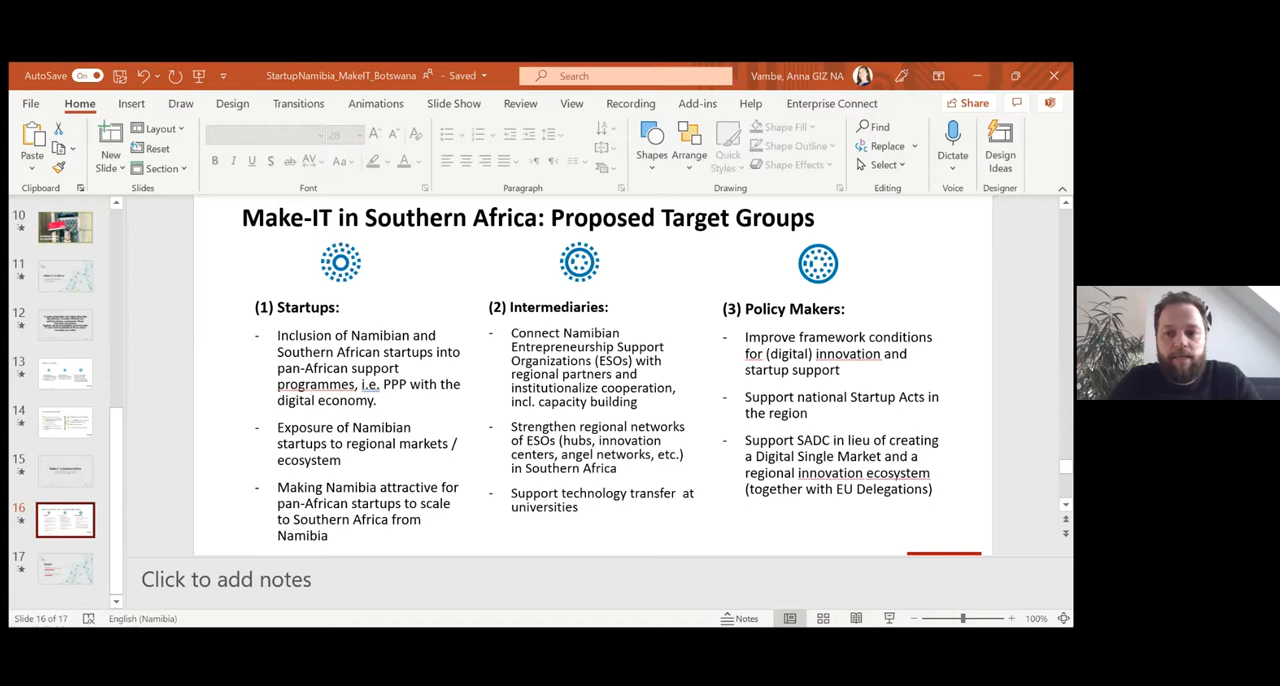 AutoSave On StartupNamibia_MakeIT_Botswana - Saved Search Vambe, Anna GIZ NA
File Home Insert Draw Design Transitions Animations Slide Show Review View Recording Add-ins Help Enterprise Connect Share
Paste
Clipboard
New
Slide
Layout
Reset
Section
Slides
28
B I U S ab AV Aa A
Font
Paragraph
Shapes
Arrange
Quick
Styles
Shape Fill
Shape Outline
Shape Effects
Drawing
Find
Replace
Select
Editing
Dictate
Voice
Design
Ideas
Designer
10
11
12
13
14
15
16
17
Make-IT in Southern Africa: Proposed Target Groups
(1) Startups:
- Inclusion of Namibian and
Southern African startups into
pan-African support
programmes, i.e. PPP with the
digital economy.
- Exposure of Namibian
startups to regional markets /
ecosystem
- Making Namibia attractive for
pan-African startups to scale
to Southern Africa from
Namibia
(2) Intermediaries:
- Connect Namibian
Entrepreneurship Support
Organizations (ESOs) with
regional partners and
institutionalize cooperation,
incl. capacity building
- Strengthen regional networks
of ESOs (hubs, innovation
centers, angel networks, etc.)
in Southern Africa
- Support technology transfer at
universities
(3) Policy Makers:
- Improve framework conditions
for (digital) innovation and
startup support
- Support national Startup Acts in
the region
- Support SADC in lieu of creating
a Digital Single Market and a
regional innovation ecosystem
(together with EU Delegations)
Click to add notes
Slide 16 of 17 English (Namibia) Notes 100%